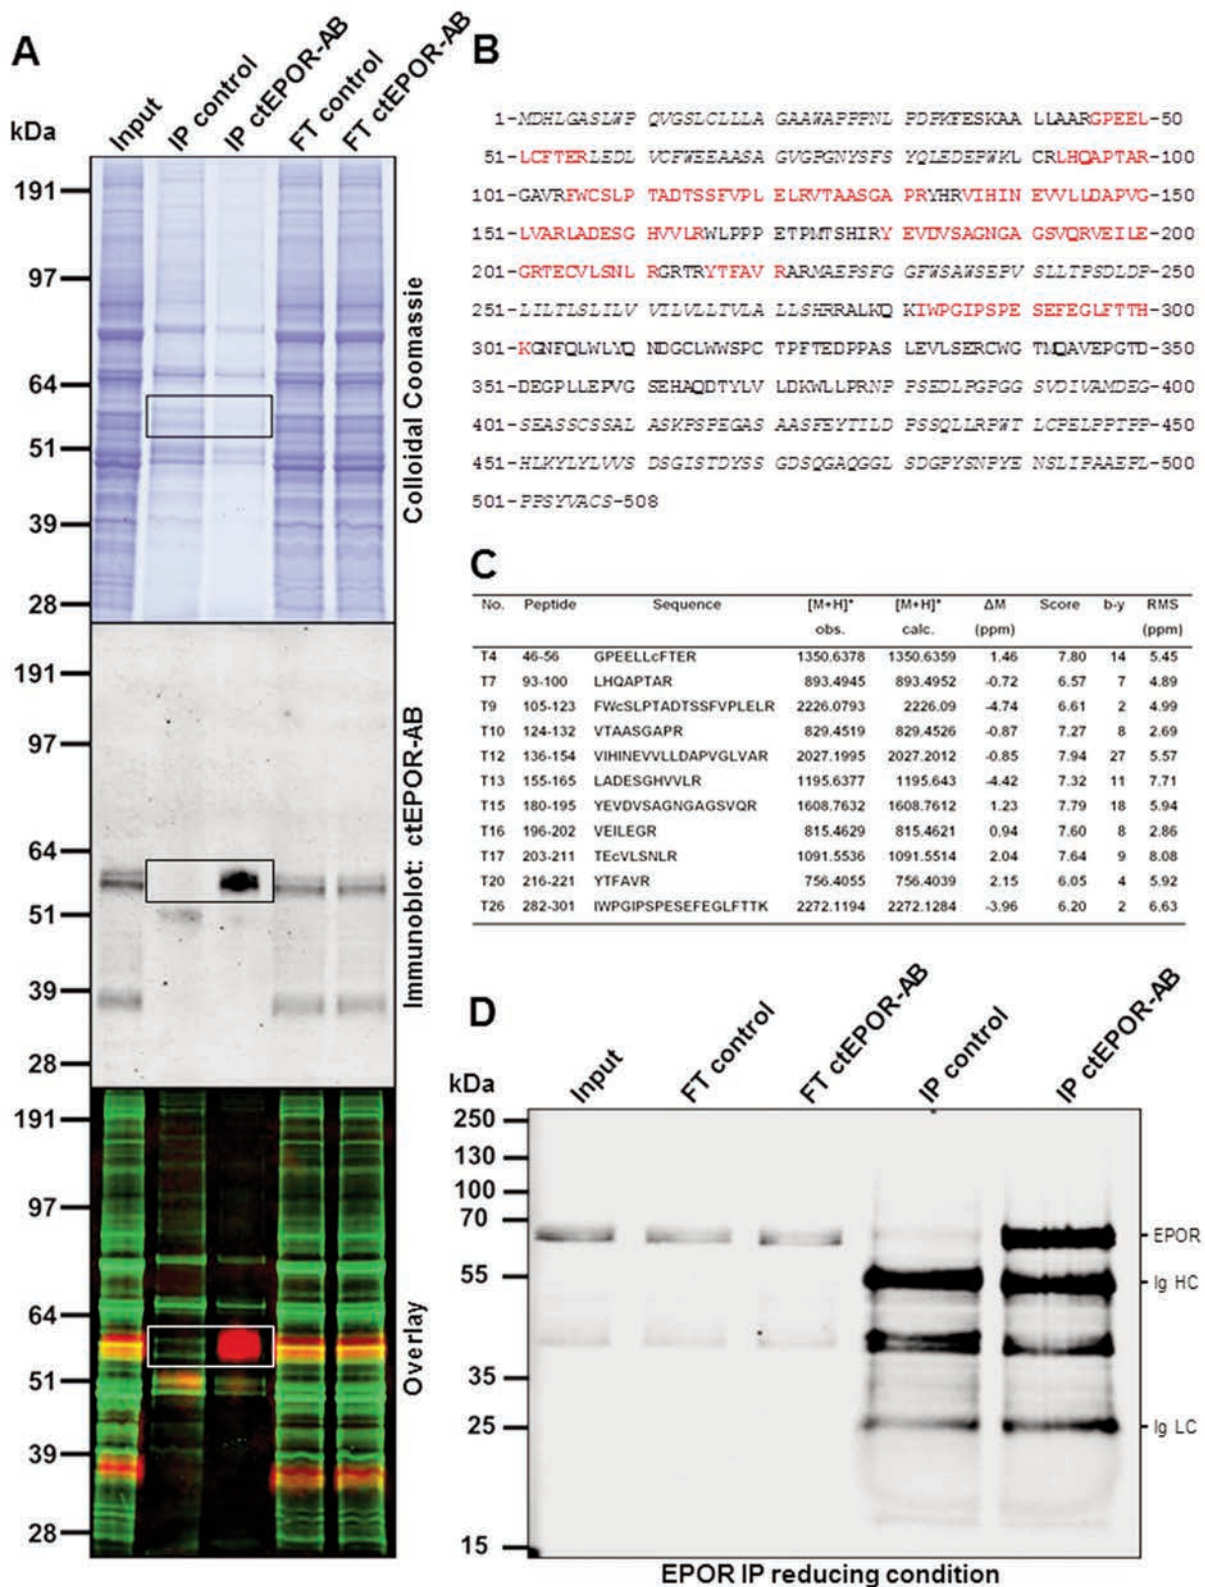 A
kDa
Input
IP control
IP ctEPOR-AB
FT control
FT ctEPOR-AB
191
97
64
51
39
28
Colloidal Coomassie
191
97
64
51
39
28
Immunoblot: ctEPOR-AB
191
97
64
51
39
28
Overlay
B
1-MDHLGASLWP QVGSLCLLLA GAAWAPPPNL PDPKFESKAA LLAARGPEEL-50
51-LCFTERLEDL VCFWEEAASA GVGPGNYSFS YQLEDEPWKL CRLHQAPTAR-100
101-GAVRFWCSLP TADTSSFVPL ELRVTAASGA PRYHRVIHIN EVVLLDAPVG-150
151-LVARLADESG HVVLRWLPPP ETPMTSHIRY EVDVSAGNGA GSVQRVEILE-200
201-GRTECVLSNL RGRTRYTFAV RARMAEPSFG GFWSAWSEPV SLLTPSDLDP-250
251-LILTLSLILV VILVLLTVLA LLSHRRALKQ KIWPGIPSPE SEFEGLFTTH-300
301-KGNFQLWLYQ NDGCLWWSPC TPFTEDPPAS LEVLSERCWG TMQAVEPGTD-350
351-DEGPLLEPVG SEHAQDTYLV LDKWLLPRNP PSEDLPGPGG SVDIVAMDEG-400
401-SEASSCSSAL ASKPSPEGAS AASFEYTILD PSSQLLRPWT LCPELPPTPP-450
451-HLKYLYLVVS DSGISTDYSS GDSQGAQGGL SDGPYSNPYE NSLIPAAEPL-500
501-PPSYVACS-508
C
No. Peptide Sequence [M+H]+ [M+H]+ ΔM Score b-y RMS
obs. calc. (ppm) (ppm)
T4 46-56 GPEELLcFTER 1350.6378 1350.6359 1.46 7.80 14 5.45
T7 93-100 LHQAPTAR 893.4945 893.4952 -0.72 6.57 7 4.89
T9 105-123 FWcSLPTADTSSFVPLELR 2226.0793 2226.09 -4.74 6.61 2 4.99
T10 124-132 VTAASGAPR 829.4519 829.4526 -0.87 7.27 8 2.69
T12 136-154 VIHINEVVLLDAPVGLVAR 2027.1995 2027.2012 -0.85 7.94 27 5.57
T13 155-165 LADESGHVVLR 1195.6377 1195.643 -4.42 7.32 11 7.71
T15 180-195 YEVDVSAGNGAGSVQR 1608.7632 1608.7612 1.23 7.79 18 5.94
T16 196-202 VEILEGR 815.4629 815.4621 0.94 7.60 8 2.86
T17 203-211 TEcVLSNLR 1091.5536 1091.5514 2.04 7.64 9 8.08
T20 216-221 YTFAVR 756.4055 756.4039 2.15 6.05 4 5.92
T26 282-301 IWPGIPSPESEFEGLFTTK 2272.1194 2272.1284 -3.96 6.20 2 6.63
D
kDa
Input
FT control
FT ctEPOR-AB
IP control
IP ctEPOR-AB
250
130
100
70
55
35
25
15
EPOR
Ig HC
Ig LC
EPOR IP reducing condition